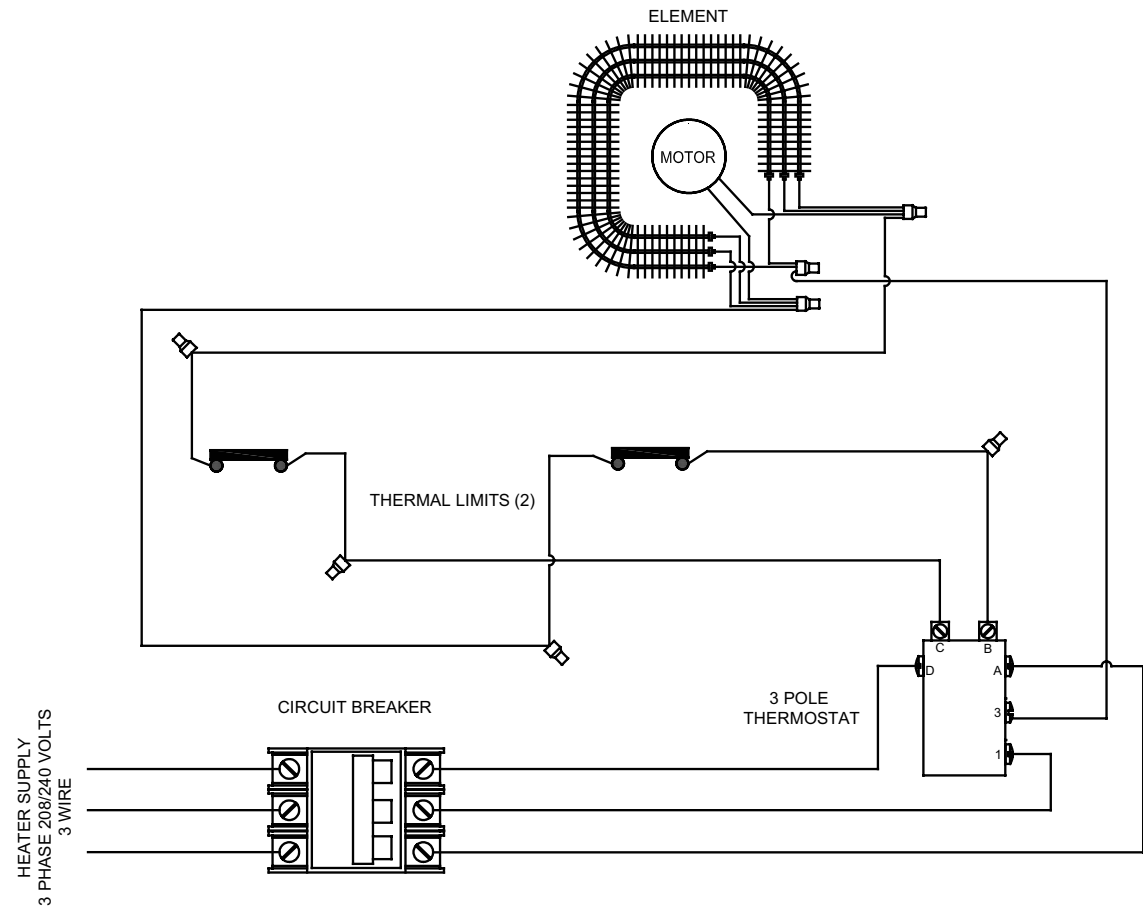 ELEMENT
MOTOR
THERMAL LIMITS (2)
C
B
D
A
3
1
3 POLE
THERMOSTAT
CIRCUIT BREAKER
HEATER SUPPLY
3 PHASE 208/240 VOLTS
3 WIRE